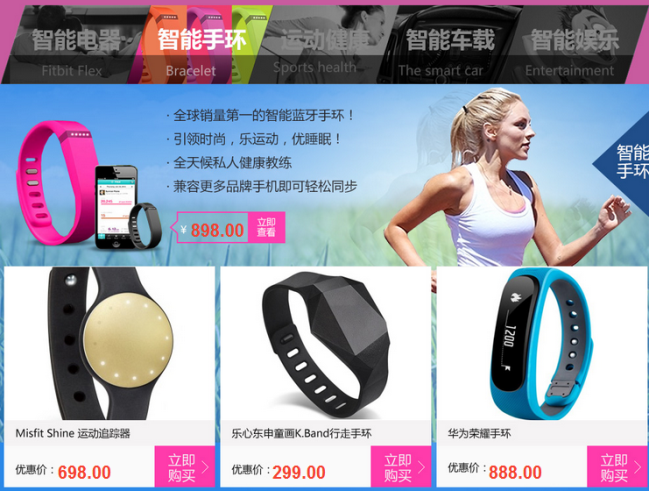 智能电器 智能手环 运动健康 智能车载 智能娱乐
Fitbit Flex Bracelet Sports health The smart car Entertainment
· 全球销量第一的智能蓝牙手环！
· 引领时尚，乐运动，优睡眠！
· 全天候私人健康教练
· 兼容更多品牌手机即可轻松同步
智能
手环
¥ 898.00
立即
查看
Misfit Shine 运动追踪器
优惠价：698.00
立即
购买
乐心东申童画K.Band行走手环
优惠价：299.00
立即
购买
1200
华为荣耀手环
优惠价：888.00
立即
购买